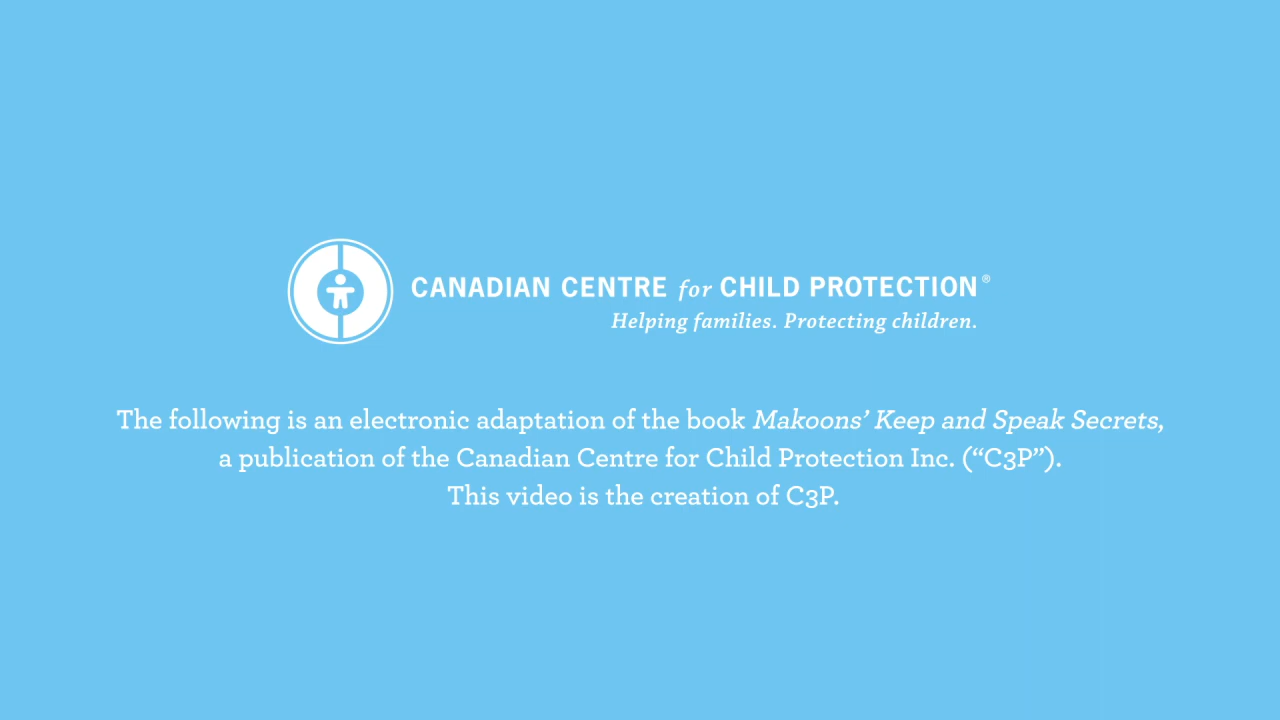 CANADIAN CENTRE for CHILD PROTECTION®
Helping families. Protecting children.
The following is an electronic adaptation of the book Makoons’ Keep and Speak Secrets,
a publication of the Canadian Centre for Child Protection Inc. (“C3P”).
This video is the creation of C3P.